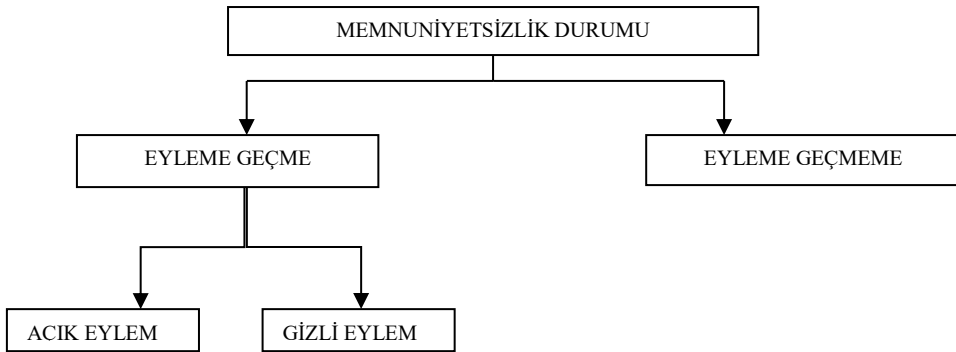 MEMNUNİYETSİZLİK DURUMU
EYLEME GEÇME
EYLEME GEÇMEME
ACIK EYLEM
GİZLİ EYLEM